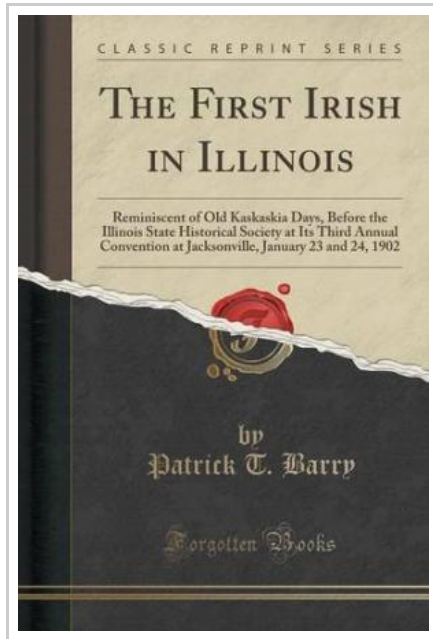 CLASSIC REPRINT SERIES
THE FIRST IRISH
IN ILLINOIS
Reminiscent of Old Kaskaskia Days, Before the
Illinois State Historical Society at Its Third Annual
Convention at Jacksonville, January 23 and 24, 1902
by
Patrick T. Barry
Forgotten Books